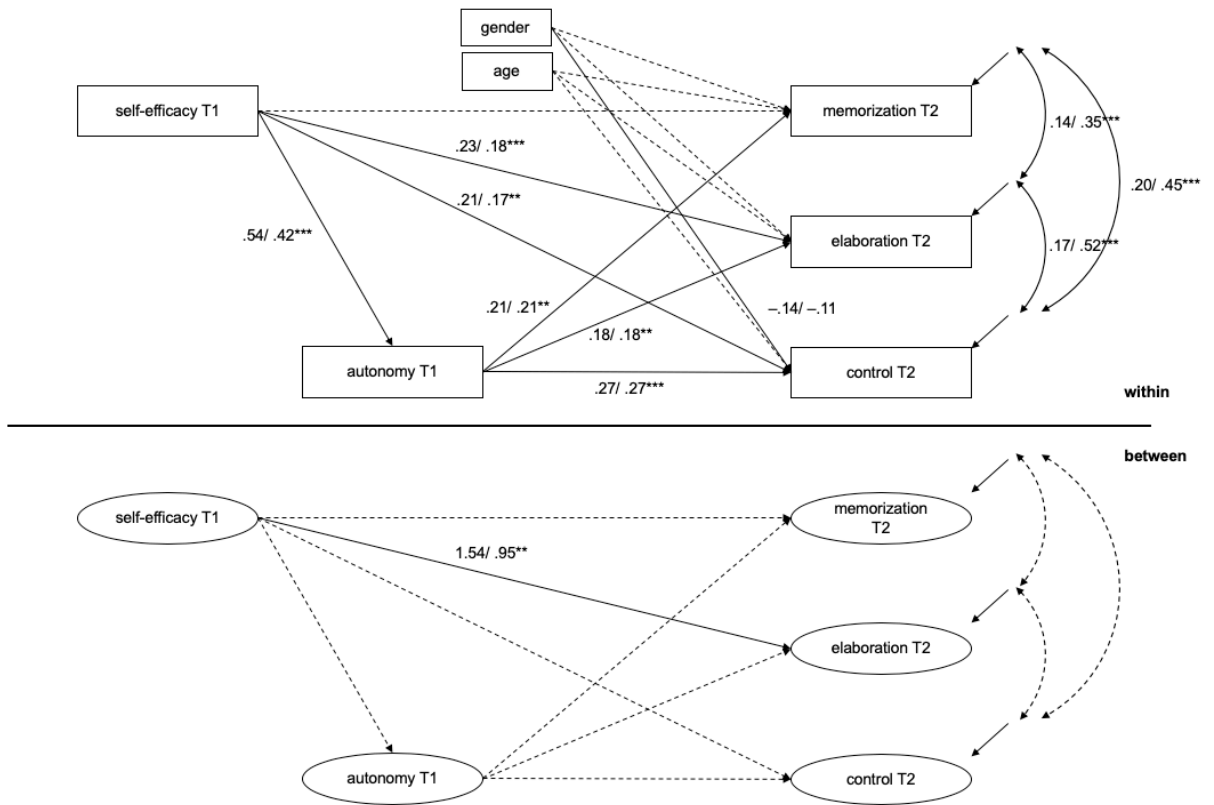 gender
age
self-efficacy T1
memorization T2
.14/ .35***
.23/ .18***
.20/ .45***
.21/ .17**
.54/ .42***
elaboration T2
.17/ .52***
.21/ .21**
–.14/ –.11
.18/ .18**
autonomy T1
control T2
.27/ .27***
within
between
self-efficacy T1
memorization
T2
1.54/ .95**
elaboration T2
autonomy T1
control T2